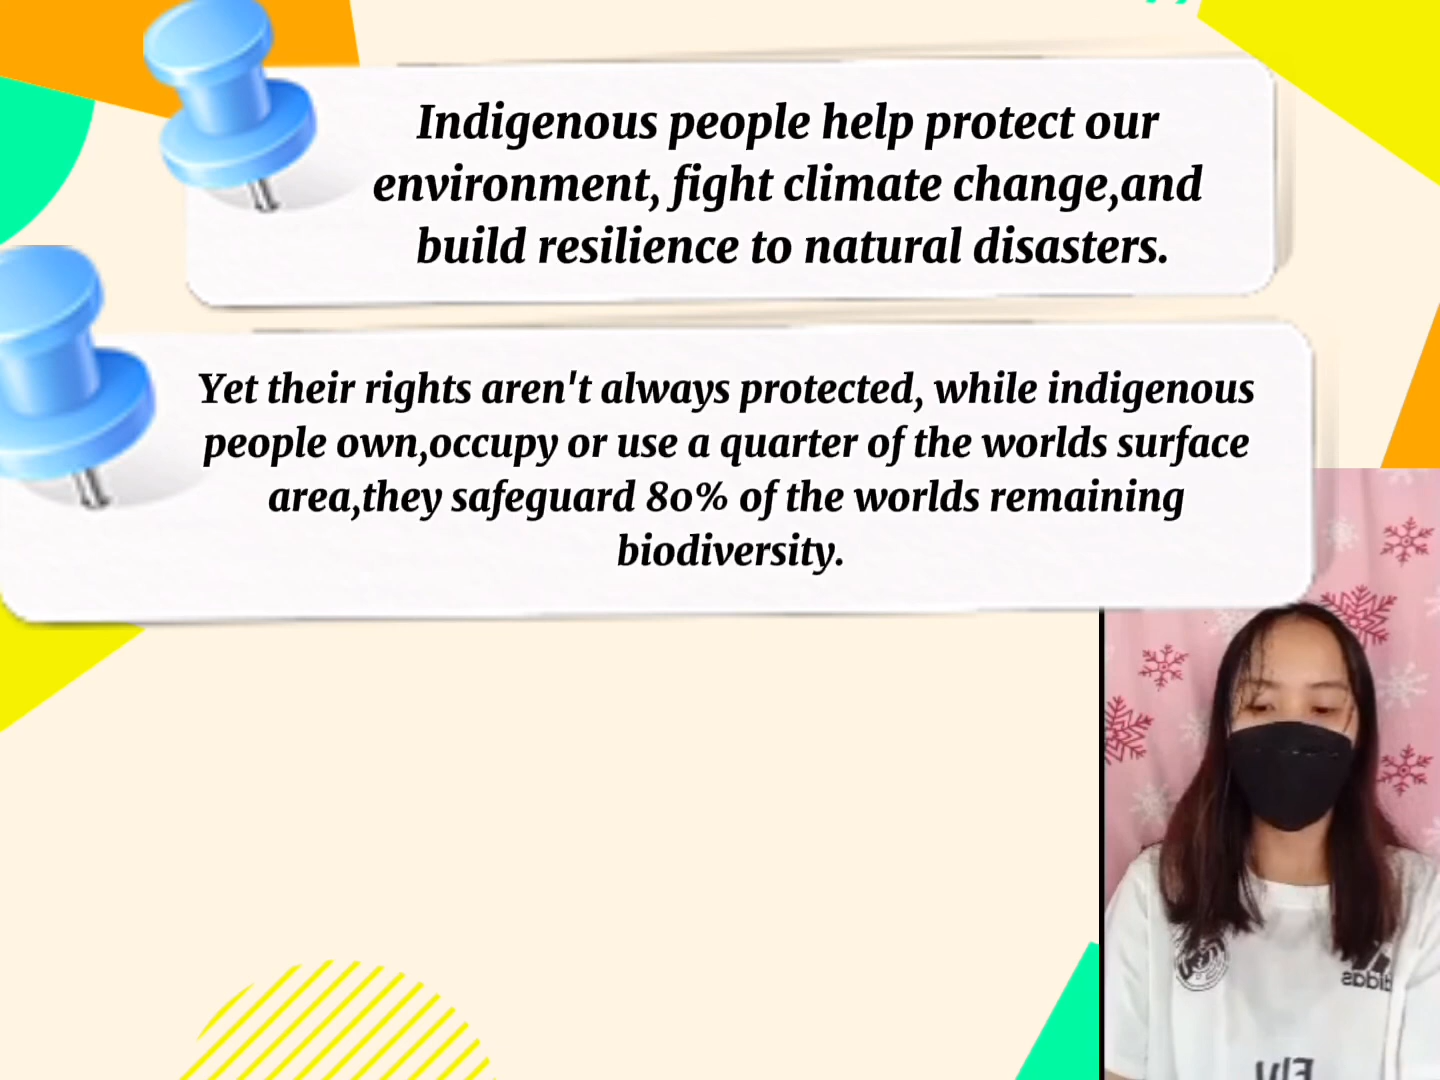 Indigenous people help protect our
environment, fight climate change,and
build resilience to natural disasters.
Yet their rights aren't always protected, while indigenous
people own,occupy or use a quarter of the worlds surface
area,they safeguard 80% of the worlds remaining
biodiversity.
adidas
Fly